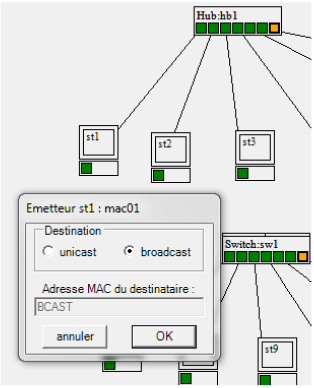 Hub:hb1
st1
st2
st3
Emetteur st1 : mac01
Destination
unicast
broadcast
Adresse MAC du destinataire :
BCAST
annuler
OK
Switch:sw1
st9